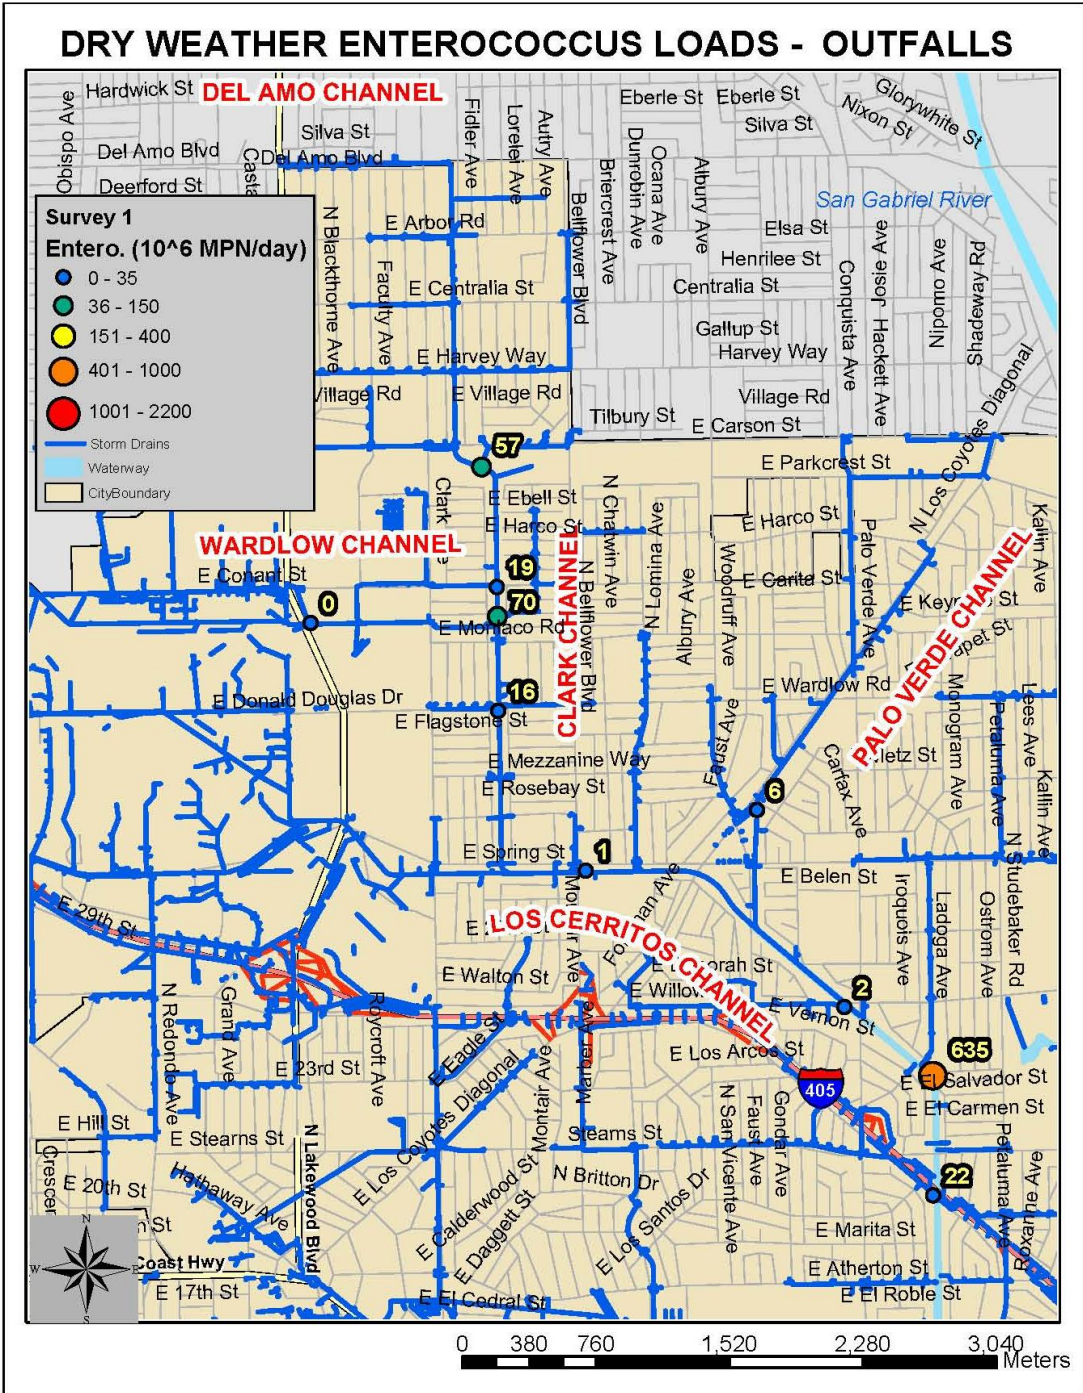 DRY WEATHER ENTEROCOCCUS LOADS - OUTFALLS
Hardwick St
DEL AMO CHANNEL
Obispo Ave
Silva St
Del Amo Blvd
Del Amo Blvd
Deerford St
Fidler Ave
Lorelei Ave
Autry Ave
Eberle St
Eberle St
Silva St
Nixon St
Glorywhite St
Dunrobin Ave
Ocana Ave
Briercrest Ave
Albury Ave
San Gabriel River
Survey 1
Entero. (10^6 MPN/day)
0 - 35
36 - 150
151 - 400
401 - 1000
1001 - 2200
Storm Drains
Waterway
CityBoundary
N Blackthorne Ave
E Arbor Rd
Faculty Ave
E Centralia St
Bellflower Blvd
E Harvey Way
Village Rd
E Village Rd
Elsa St
Henrilee St
Centralia St
Gallup St
Harvey Way
Conquista Ave
Josie Ave
Hackett Ave
Nipomo Ave
Shadeway Rd
Village Rd
Tilbury St
E Carson St
N Los Coyotes Diagonal
57
E Parkcrest St
Clark
E Ebell St
E Harco St
N Chatwin Ave
N Lomina Ave
E Harco St
Palo Verde Ave
Kallin Ave
WARDLOW CHANNEL
E Conant St
CLARK CHANNEL
19
N Bellflower Blvd
Albury Ave
Woodruff Ave
E Carita St
0
70
E Monaco Rd
PALO VERDE CHANNEL
E Donald Douglas Dr
16
E Flagstone St
E Wardlow Rd
Monogram Ave
Petaluma Ave
Lees Ave
Faust Ave
Carfax Ave
E Mezzanine Way
E Rosebay St
6
Kallin Ave
E Spring St
1
E Belen St
N Studebaker Rd
E 29th St
LOS CERRITOS CHANNEL
Iroquois Ave
Ladoga Ave
Ostrom Ave
E Walton St
E Willow
2
E Vernon St
N Redondo Ave
Grand Ave
Roycroft Ave
E 23rd St
E Eagle St
E Los Coyotes Diagonal
Montair Ave
Marber Ave
E Los Arcos St
405
635
E El Salvador St
E El Carmen St
E Hill St
E Stearns St
Stearns St
N San Vicente Ave
Faust Ave
Gondar Ave
Petaluma Ave
Roxanne Ave
N Lakewood Blvd
E 20th St
Hathaway Ave
E Calderwood St
E Daggett St
N Britton Dr
E Los Santos Dr
22
E Marita St
N
W
E
S
Coast Hwy
E 17th St
E El Cedral St
E Atherton St
E El Roble St
0 380 760 1,520 2,280 3,040
Meters